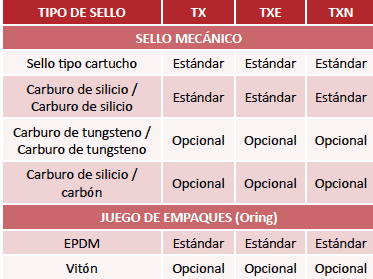 TIPO DE SELLO TX TXE TXN
SELLO MECÁNICO
Sello tipo cartucho Estándar Estándar Estándar
Carburo de silicio /
Carburo de silicio Estándar Estándar Estándar
Carburo de tungsteno /
Carburo de tungsteno Opcional Opcional Opcional
Carburo de silicio /
carbón Opcional Opcional Opcional
JUEGO DE EMPAQUES (Oring)
EPDM Estándar Estándar Estándar
Vitón Opcional Opcional Opcional